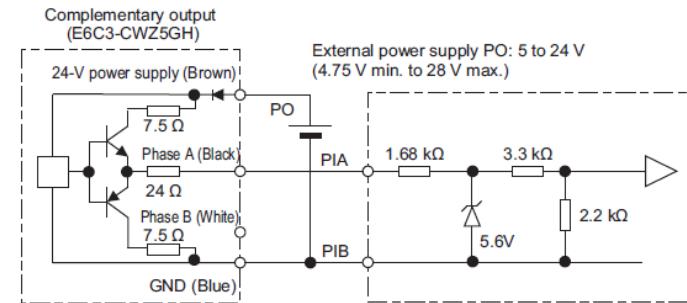 Complementary output
(E6C3-CWZ5GH)
External power supply PO: 5 to 24 V
(4.75 V min. to 28 V max.)
24-V power supply (Brown)
PO
7.5 Ω
Phase A (Black)
PIA
1.68 kΩ
3.3 kΩ
24 Ω
Phase B (White)
7.5 Ω
2.2 kΩ
5.6V
PIB
GND (Blue)